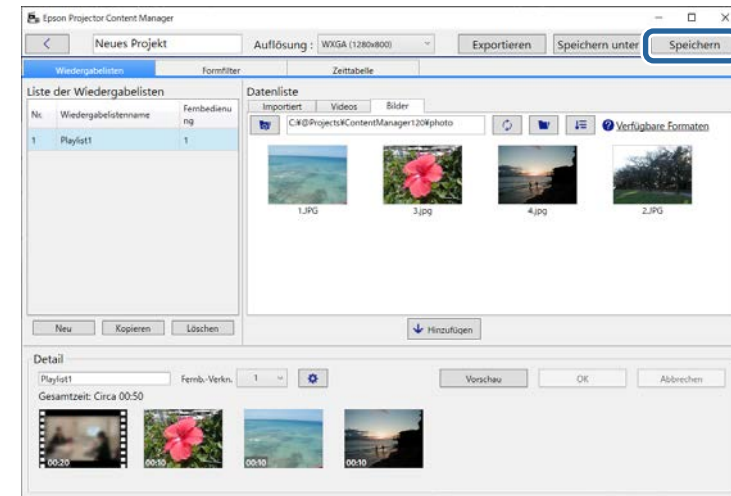 Epson Projector Content Manager
Neues Projekt Auflösung : WXGA (1280x800) Exportieren Speichern unter Speichern
Wiedergabelisten Formfilter Zeittabelle
Liste der Wiedergabelisten Datenliste
Importiert Videos Bilder
Nr. Wiedergabelistenname Fernbedienu
ng
C:¥@Projects¥ContentManager120¥photo Verfügbare Formaten
1 Playlist1 1
1.JPG 3.jpg 4.jpg 2.JPG
Neu Kopieren Löschen Hinzufügen
Detail
Playlist1 Fernb.-Verkn. 1 Vorschau OK Abbrechen
Gesamtzeit: Circa 00:50
00:20 00:10 00:10 00:10